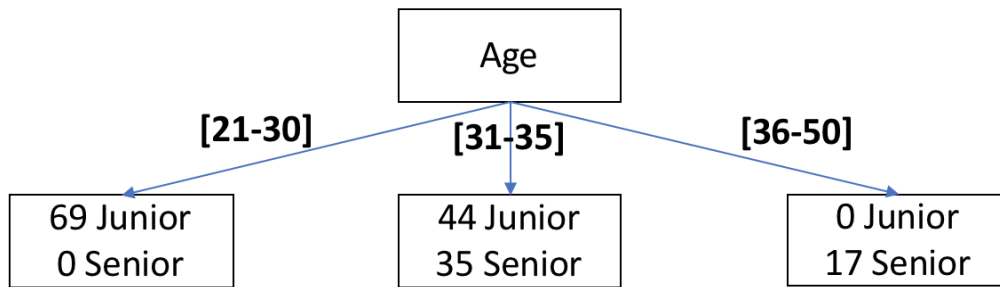 Age
[21-30]
[31-35]
[36-50]
69 Junior
0 Senior
44 Junior
35 Senior
0 Junior
17 Senior